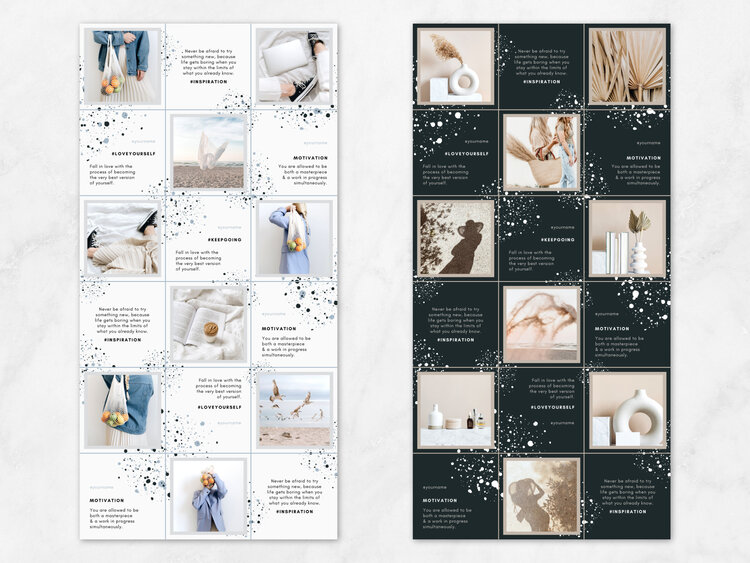 Never be afraid to try
something new, because
life gets boring when you
stay within the limits of
what you already know.
#INSPIRATION
@yourname
#LOVEYOURSELF
Fall in love with the
process of becoming
the very best version
of yourself.
@yourname
MOTIVATION
You are allowed to be
both a masterpiece
& a work in progress
simultaneously.
@yourname
#KEEPGOING
Fall in love with the
process of becoming
the very best version
of yourself.
Never be afraid to try
something new, because
life gets boring when you
stay within the limits of
what you already know.
#INSPIRATION
@yourname
MOTIVATION
You are allowed to be
both a masterpiece
& a work in progress
simultaneously.
Fall in love with the
process of becoming
the very best version
of yourself.
#LOVEYOURSELF
@yourname
@yourname
MOTIVATION
You are allowed to be
both a masterpiece
& a work in progress
simultaneously.
Never be afraid to try
something new, because
life gets boring when you
stay within the limits of
what you already know.
#INSPIRATION
Never be afraid to try
something new, because
life gets boring when you
stay within the limits of
what you already know.
#INSPIRATION
@yourname
#LOVEYOURSELF
Fall in love with the
process of becoming
the very best version
of yourself.
@yourname
MOTIVATION
You are allowed to be
both a masterpiece
& a work in progress
simultaneously.
@yourname
#KEEPGOING
Fall in love with the
process of becoming
the very best version
of yourself.
Never be afraid to try
something new, because
life gets boring when you
stay within the limits of
what you already know.
#INSPIRATION
@yourname
MOTIVATION
You are allowed to be
both a masterpiece
& a work in progress
simultaneously.
Fall in love with the
process of becoming
the very best version
of yourself.
#LOVEYOURSELF
@yourname
@yourname
MOTIVATION
You are allowed to be
both a masterpiece
& a work in progress
simultaneously.
Never be afraid to try
something new, because
life gets boring when you
stay within the limits of
what you already know.
#INSPIRATION